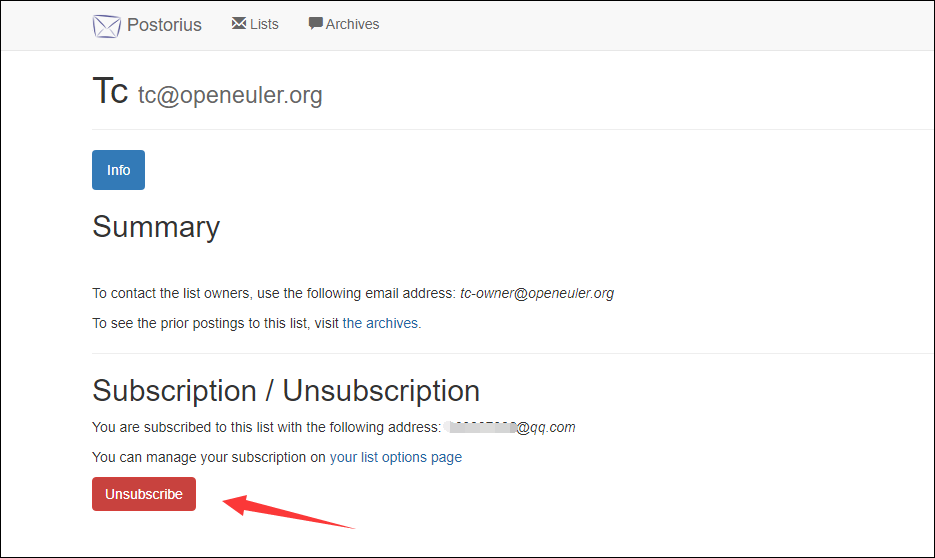 Postorius Lists Archives
Tc tc@openeuler.org
Info
Summary
To contact the list owners, use the following email address: tc-owner@openeuler.org
To see the prior postings to this list, visit the archives.
Subscription / Unsubscription
You are subscribed to this list with the following address: @qq.com
You can manage your subscription on your list options page
Unsubscribe